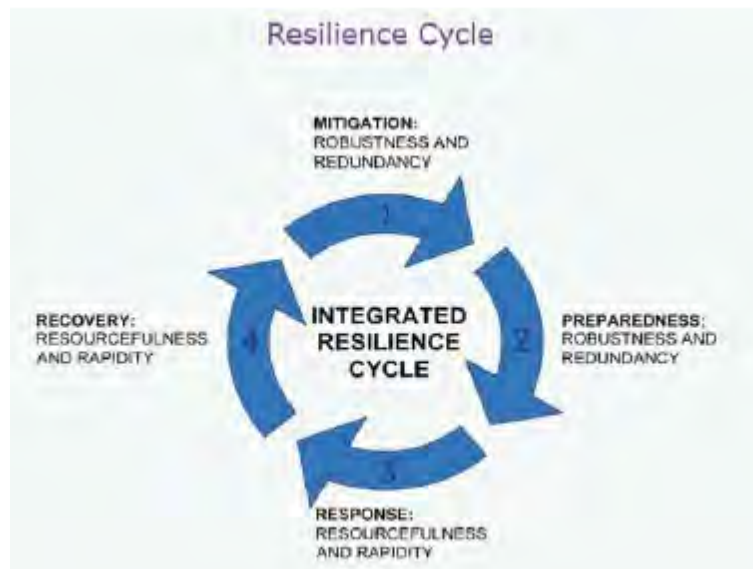 Resilience Cycle
MITIGATION:
ROBUSTNESS AND
REDUNDANCY
1
2
PREPAREDNESS:
ROBUSTNESS AND
REDUNDANCY
INTEGRATED
RESILIENCE
CYCLE
RECOVERY:
RESOURCEFULNESS
AND RAPIDITY
4
3
RESPONSE:
RESOURCEFULNESS
AND RAPIDITY